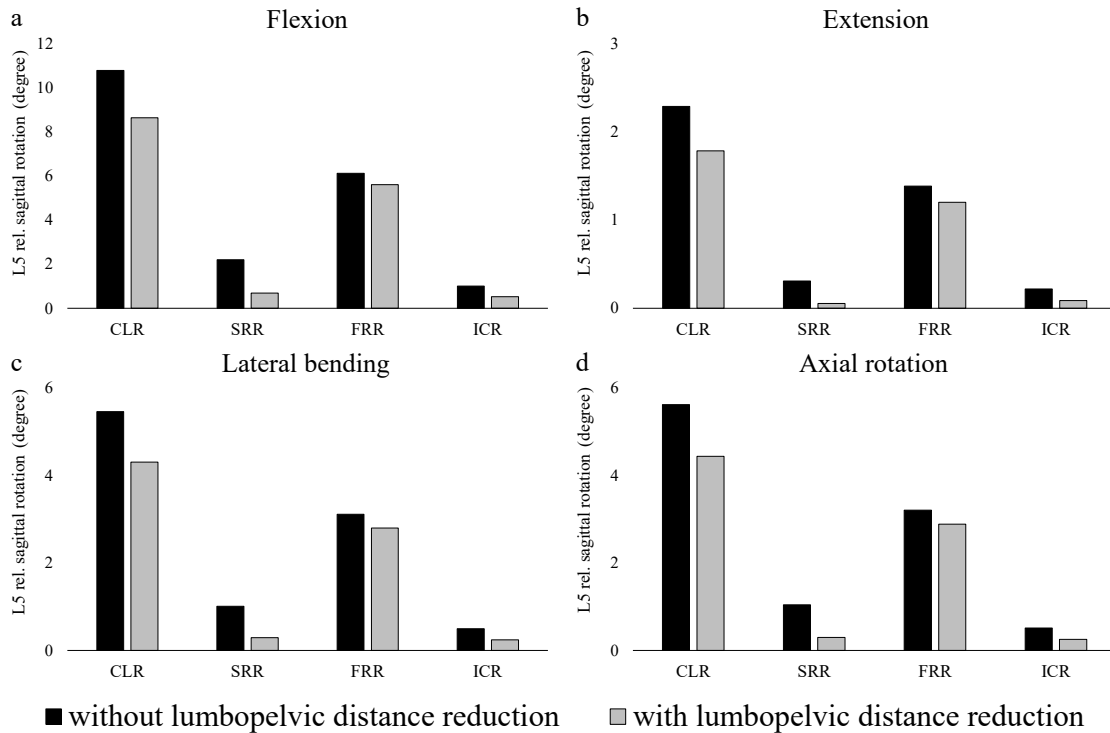 a Flexion
L5 rel. sagittal rotation (degree)
12
10
8
6
4
2
0
CLR SRR FRR ICR
b Extension
L5 rel. sagittal rotation (degree)
3
2
1
0
CLR SRR FRR ICR
c Lateral bending
L5 rel. sagittal rotation (degree)
6
4
2
0
CLR SRR FRR ICR
d Axial rotation
L5 rel. sagittal rotation (degree)
6
4
2
0
CLR SRR FRR ICR
without lumbopelvic distance reduction
with lumbopelvic distance reduction